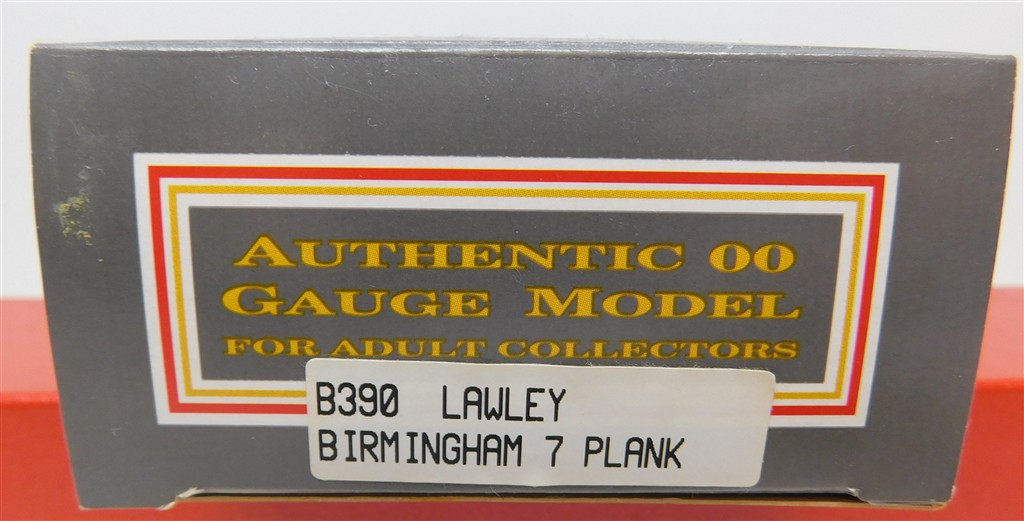 AUTHENTIC 00
GAUGE MODEL
FOR ADULT COLLECTORS
B390 LAWLEY
BIRMINGHAM 7 PLANK